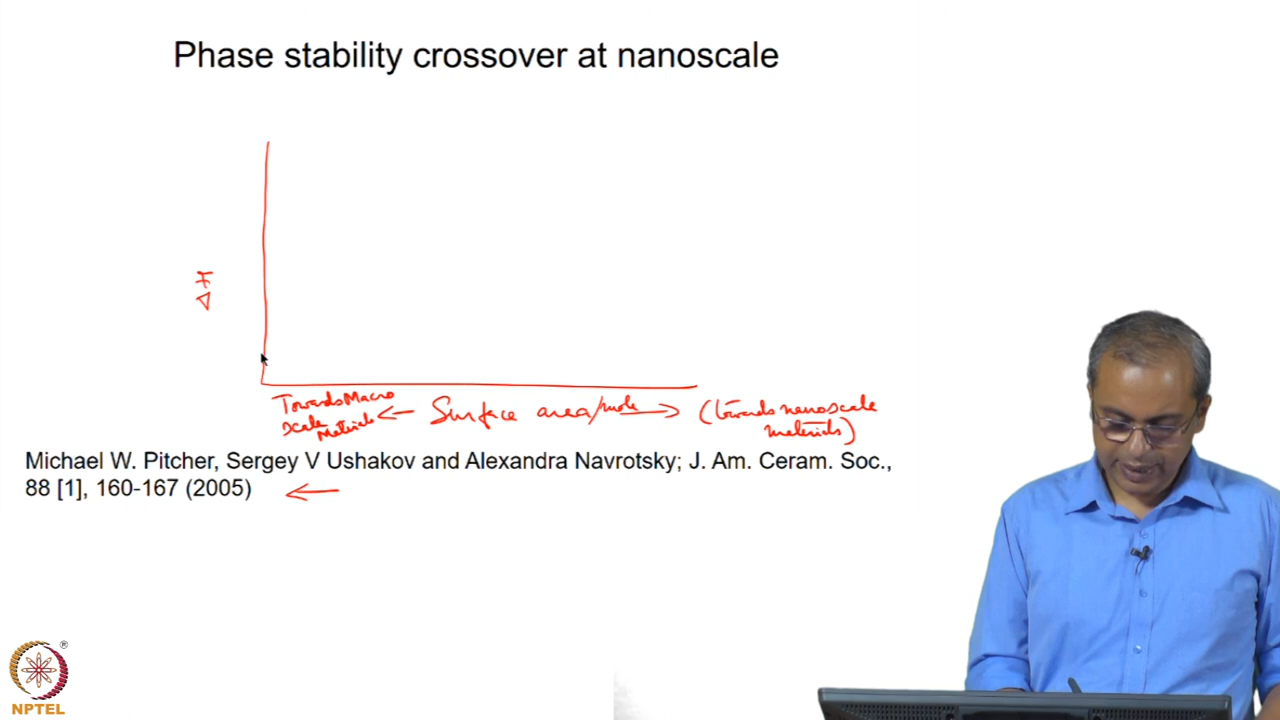 Phase stability crossover at nanoscale
ΔH
Towards Macro
scale
Materials
Surface area/mole
(towards nanoscale
materials)
Michael W. Pitcher, Sergey V Ushakov and Alexandra Navrotsky; J. Am. Ceram. Soc.,
88 [1], 160-167 (2005)
®
NPTEL